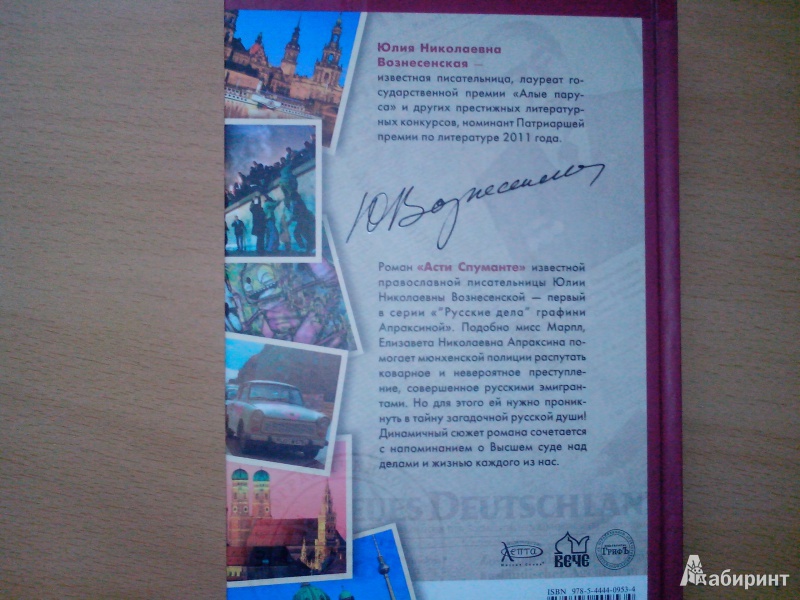 Юлия Николаевна
Вознесенская —
известная писательница, лауреат го-
сударственной премии «Алые пару-
са» и других престижных литератур-
ных конкурсов, номинант Патриаршей
премии по литературе 2011 года.
ЮВознесенская
Роман «Асти Спуманте» известной
православной писательницы Юлии
Николаевны Вознесенской — первый
в серии «"Русские дела" графини
Апраксиной». Подобно мисс Марпл,
Елизавета Николаевна Апраксина по-
могает мюнхенской полиции распутать
коварное и невероятное преступле-
ние, совершенное русскими эмигран-
тами. Но для этого ей нужно проник-
нуть в тайну загадочной русской души!
Динамичный сюжет романа сочетается
с напоминанием о Высшем суде над
делами и жизнью каждого из нас.
EUES DEUTSCHLAN
Лепта
ВЕЧЕ
ГрифЪ
ISBN 978-5-4444-0953-4
Лабиринт